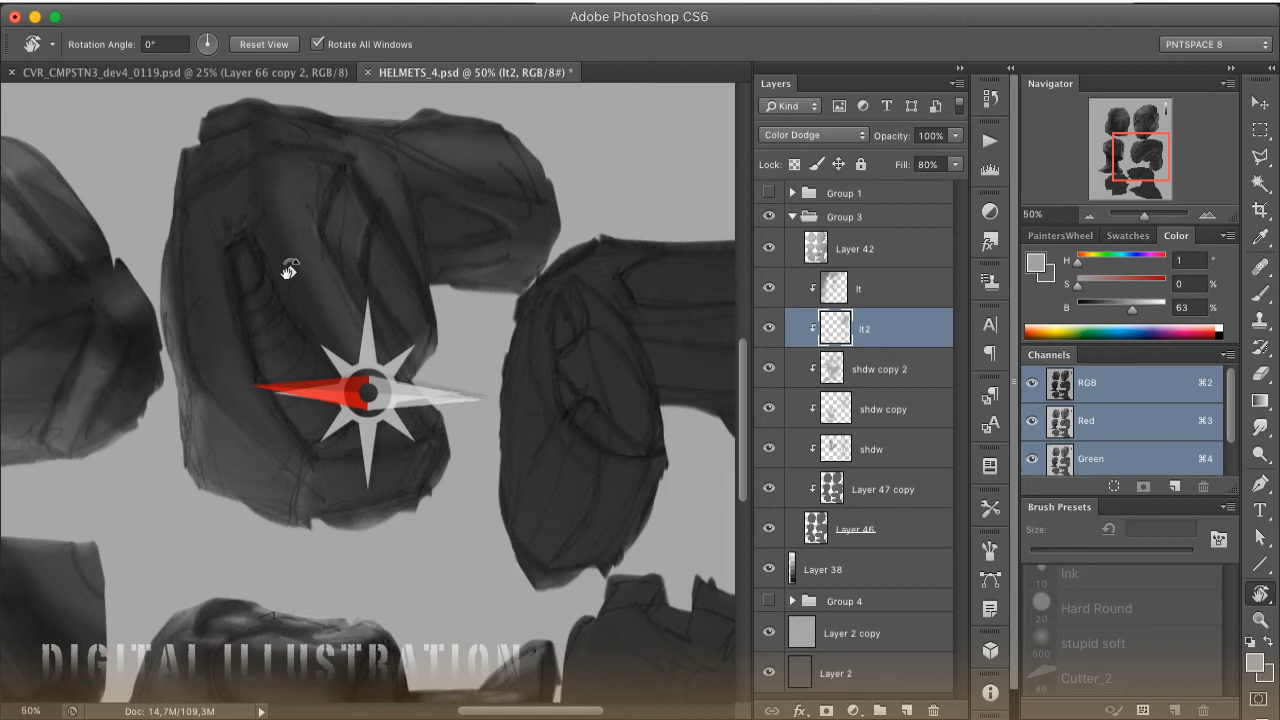 Adobe Photoshop CS6
Rotation Angle: 0° Reset View Rotate All Windows PNTSPACE 8
CVR_CMPSTN3_dev4_0119.psd @ 25% (Layer 66 copy 2, RGB/8) HELMETS_4.psd @ 50% (lt2, RGB/8#) *
Layers
Kind
Color Dodge Opacity: 100%
Lock: Fill: 80%
Group 1
Group 3
Layer 42
lt
lt2
shdw copy 2
shdw copy
shdw
Layer 47 copy
Layer 46
Layer 38
Group 4
Layer 2 copy
Layer 2
Navigator
50%
PaintersWheel Swatches Color
H 1 °
S 0 %
B 63 %
Channels
RGB ⌘2
Red ⌘3
Green ⌘4
Brush Presets
Size:
Ink
10
Hard Round
20
stupid soft
500
Cutter_2
86
DIGITAL ILLUSTRATION
50% Doc: 14,7M/109,3M